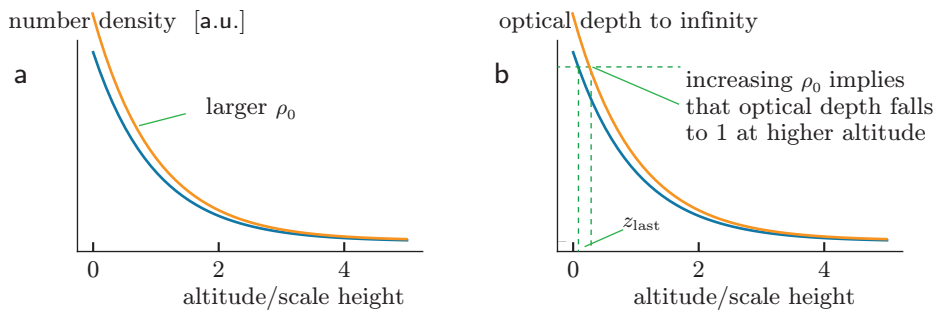 number density [a.u.]
a
larger ρ₀
0 2 4
altitude/scale height
optical depth to infinity
b
increasing ρ₀ implies
that optical depth falls
to 1 at higher altitude
z_last
0 2 4
altitude/scale height